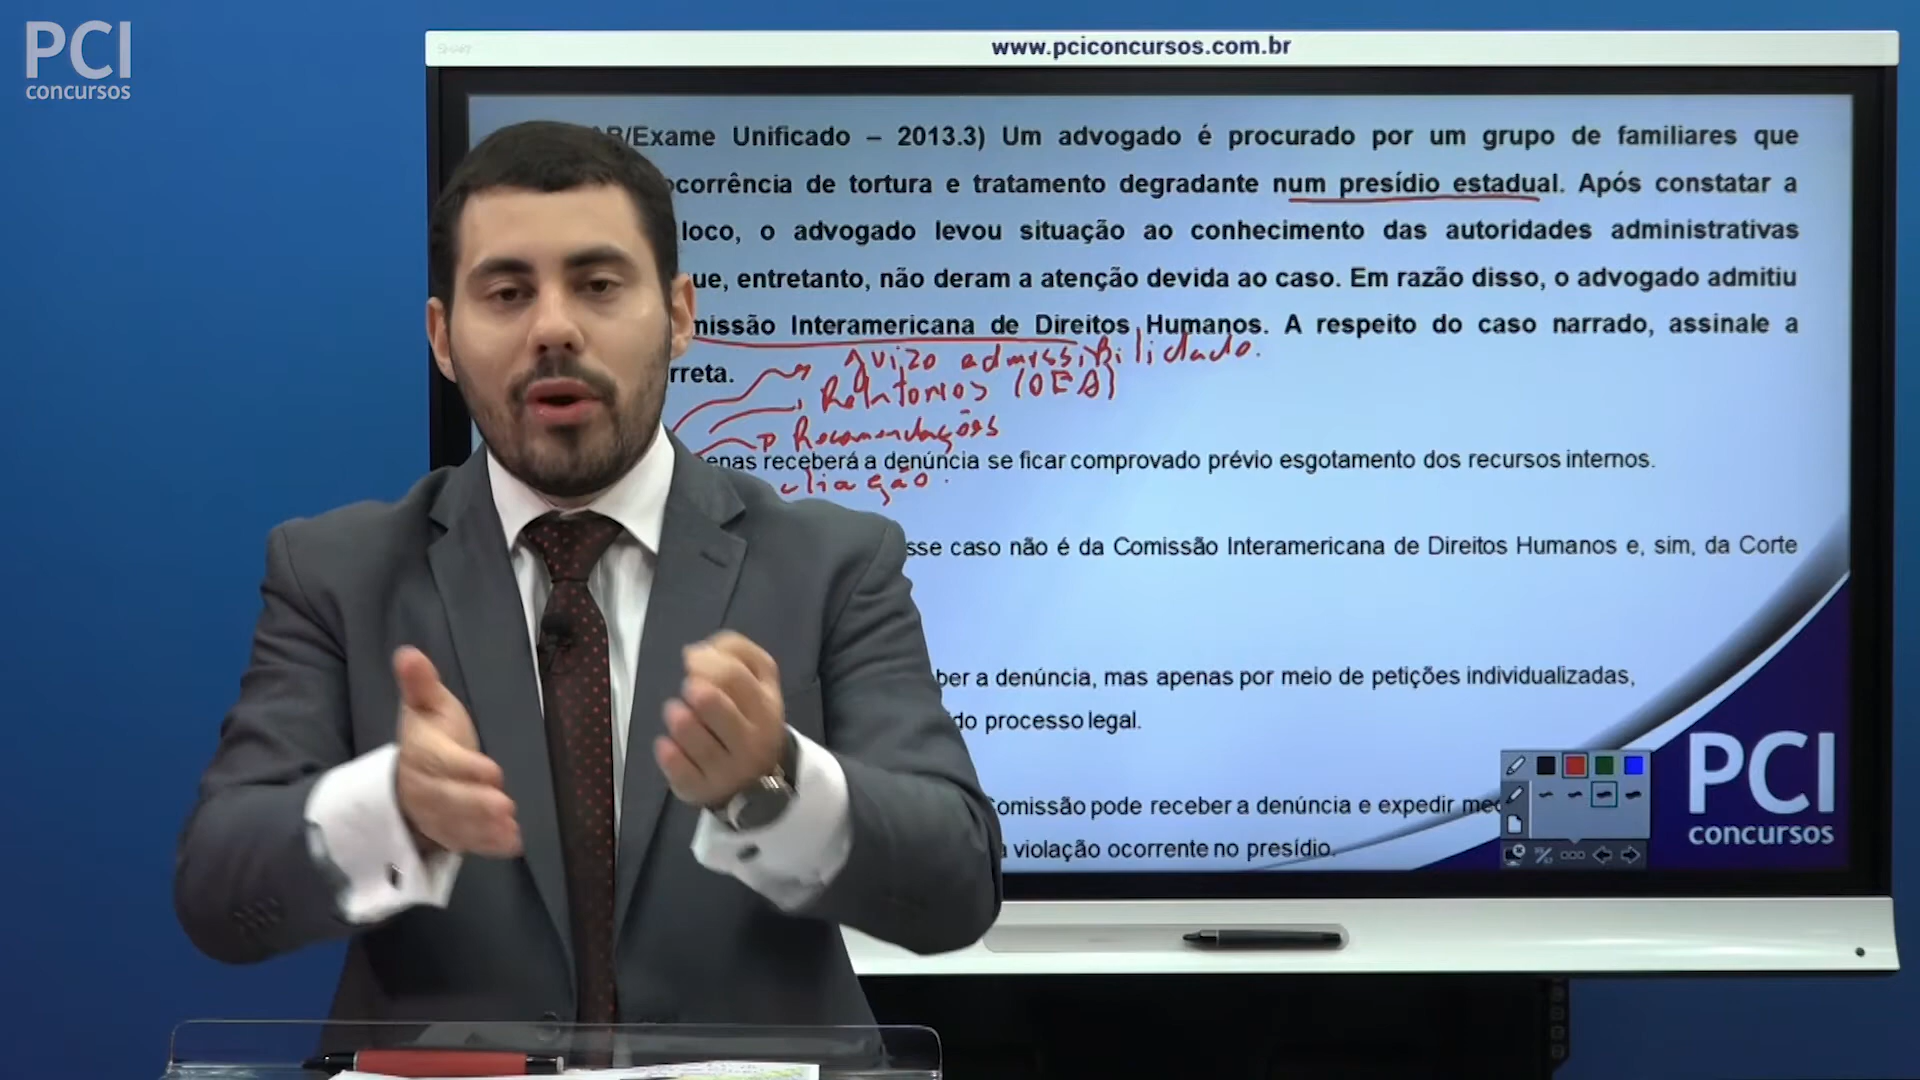 PCI
concursos
www.pciconcursos.com.br
/Exame Unificado – 2013.3) Um advogado é procurado por um grupo de familiares que
ocorrência de tortura e tratamento degradante num presídio estadual. Após constatar a
loco, o advogado levou situação ao conhecimento das autoridades administrativas
ue, entretanto, não deram a atenção devida ao caso. Em razão disso, o advogado admitiu
missão Interamericana de Direitos Humanos. A respeito do caso narrado, assinale a
rreta.
Juizo admissibilidade.
Relatorios (OEA)
Recomendações
enas receberá a denúncia se ficar comprovado prévio esgotamento dos recursos internos.
ciliação.
sse caso não é da Comissão Interamericana de Direitos Humanos e, sim, da Corte
ber a denúncia, mas apenas por meio de petições individualizadas,
do processo legal.
Comissão pode receber a denúncia e expedir me
violação ocorrente no presídio.
PCI
concursos